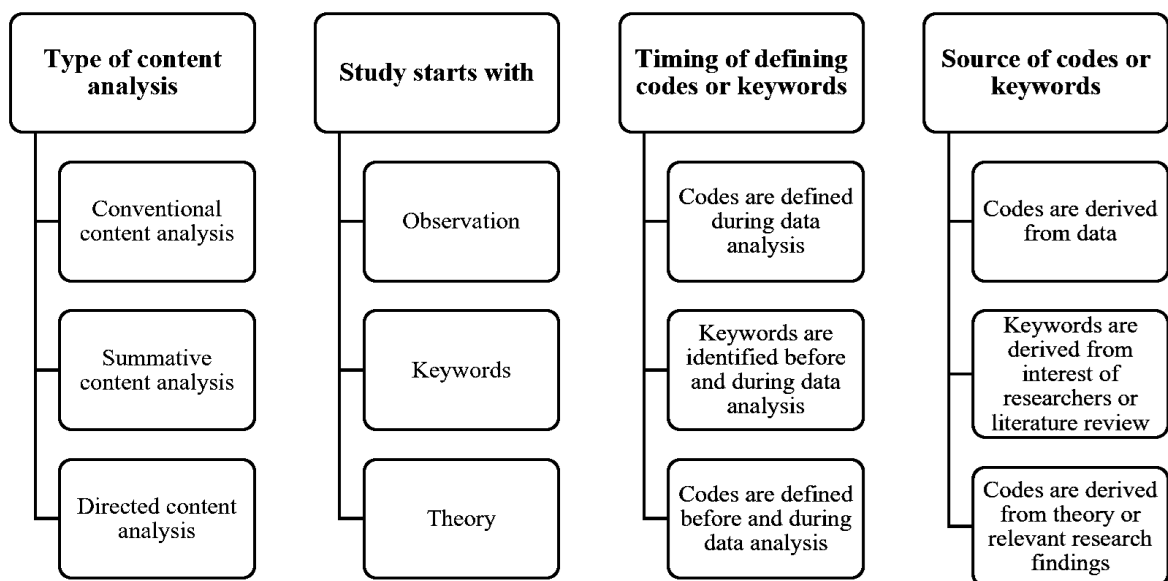 Type of content
analysis
Conventional
content analysis
Summative
content analysis
Directed content
analysis
Study starts with
Observation
Keywords
Theory
Timing of defining
codes or keywords
Codes are defined
during data
analysis
Keywords are
identified before
and during data
analysis
Codes are defined
before and during
data analysis
Source of codes or
keywords
Codes are derived
from data
Keywords are
derived from
interest of
researchers or
literature review
Codes are derived
from theory or
relevant research
findings